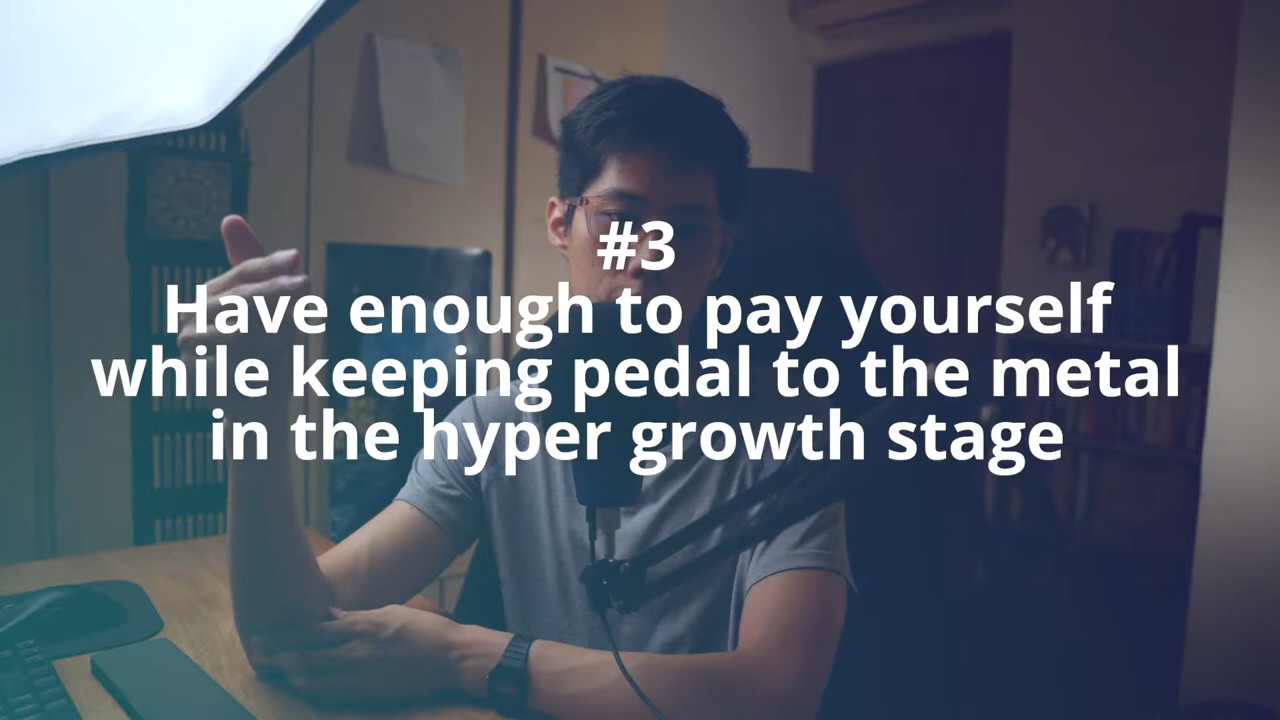 #3
Have enough to pay yourself
while keeping pedal to the metal
in the hyper growth stage